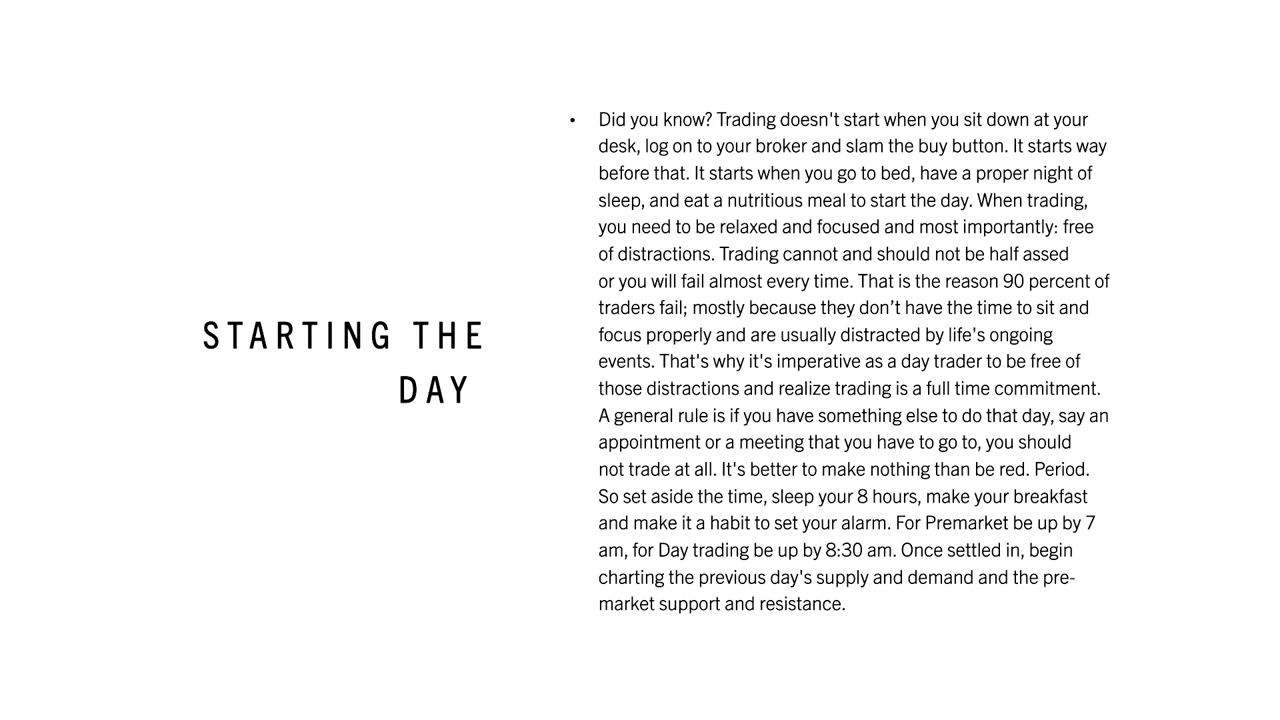 STARTING THE
DAY
• Did you know? Trading doesn't start when you sit down at your
desk, log on to your broker and slam the buy button. It starts way
before that. It starts when you go to bed, have a proper night of
sleep, and eat a nutritious meal to start the day. When trading,
you need to be relaxed and focused and most importantly: free
of distractions. Trading cannot and should not be half assed
or you will fail almost every time. That is the reason 90 percent of
traders fail; mostly because they don’t have the time to sit and
focus properly and are usually distracted by life's ongoing
events. That's why it's imperative as a day trader to be free of
those distractions and realize trading is a full time commitment.
A general rule is if you have something else to do that day, say an
appointment or a meeting that you have to go to, you should
not trade at all. It's better to make nothing than be red. Period.
So set aside the time, sleep your 8 hours, make your breakfast
and make it a habit to set your alarm. For Premarket be up by 7
am, for Day trading be up by 8:30 am. Once settled in, begin
charting the previous day's supply and demand and the pre-
market support and resistance.